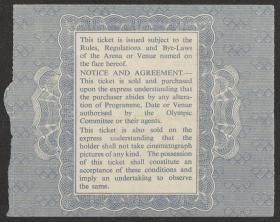 This ticket is issued subject to the
Rules, Regulations and Bye-Laws
of the Arena or Venue named on
the face hereof.
NOTICE AND AGREEMENT.—
This ticket is sold and purchased
upon the express understanding that
the purchaser abides by any altera-
tion of Programme, Date or Venue
authorised by the Olympic
Committee or their agents.
This ticket is also sold on the
express understanding that the
holder shall not take cinematograph
pictures of any kind. The possession
of this ticket shall constitute an
acceptance of these conditions and
imply an undertaking to observe
the same.